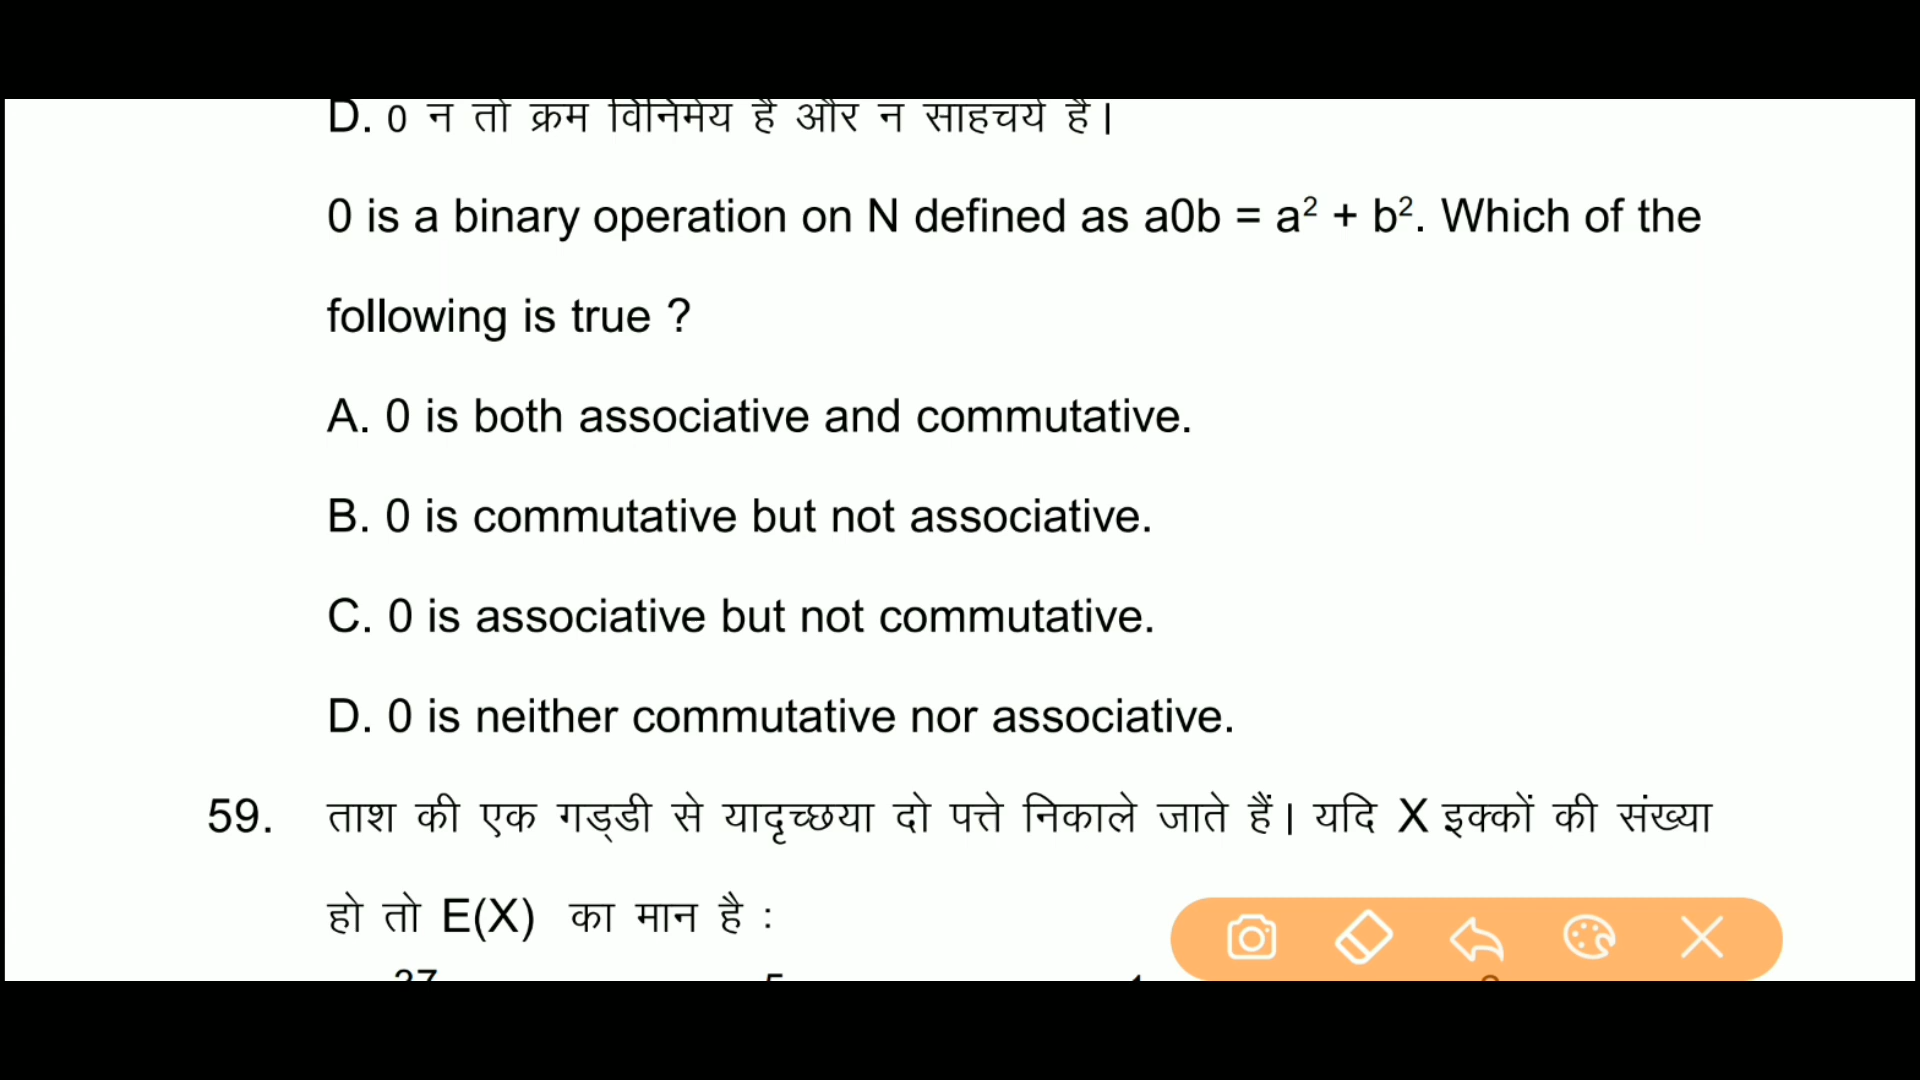 D. 0 न तो क्रम विनिमेय है और न साहचर्य है।
0 is a binary operation on N defined as a0b = a² + b². Which of the
following is true ?
A. 0 is both associative and commutative.
B. 0 is commutative but not associative.
C. 0 is associative but not commutative.
D. 0 is neither commutative nor associative.
59. ताश की एक गड्डी से यादृच्छया दो पत्ते निकाले जाते हैं। यदि X इक्कों की संख्या
हो तो E(X) का मान है :